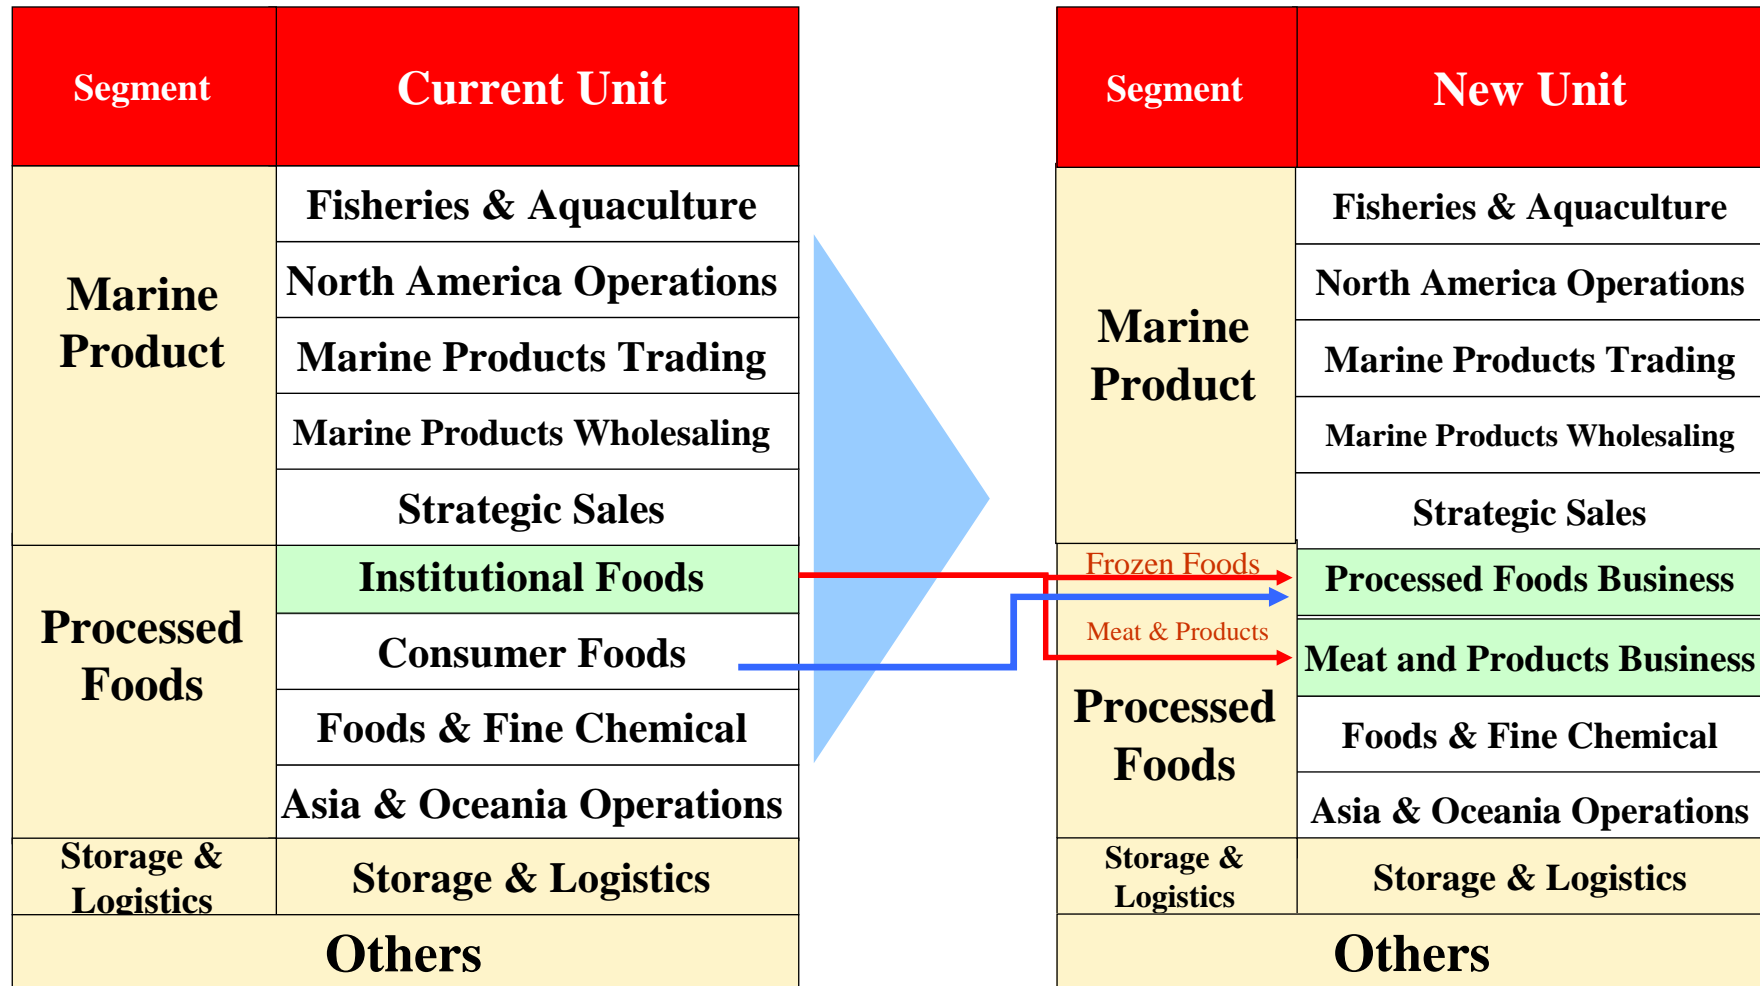 Segment
Current Unit
Marine
Product
Fisheries & Aquaculture
North America Operations
Marine Products Trading
Marine Products Wholesaling
Strategic Sales
Processed
Foods
Institutional Foods
Consumer Foods
Foods & Fine Chemical
Asia & Oceania Operations
Storage &
Logistics
Storage & Logistics
Others
Segment
New Unit
Marine
Product
Fisheries & Aquaculture
North America Operations
Marine Products Trading
Marine Products Wholesaling
Strategic Sales
Frozen Foods
Meat & Products
Processed
Foods
Processed Foods Business
Meat and Products Business
Foods & Fine Chemical
Asia & Oceania Operations
Storage &
Logistics
Storage & Logistics
Others